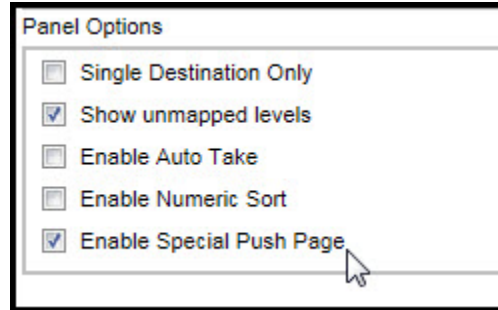 Panel Options
Single Destination Only
Show unmapped levels
Enable Auto Take
Enable Numeric Sort
Enable Special Push Page